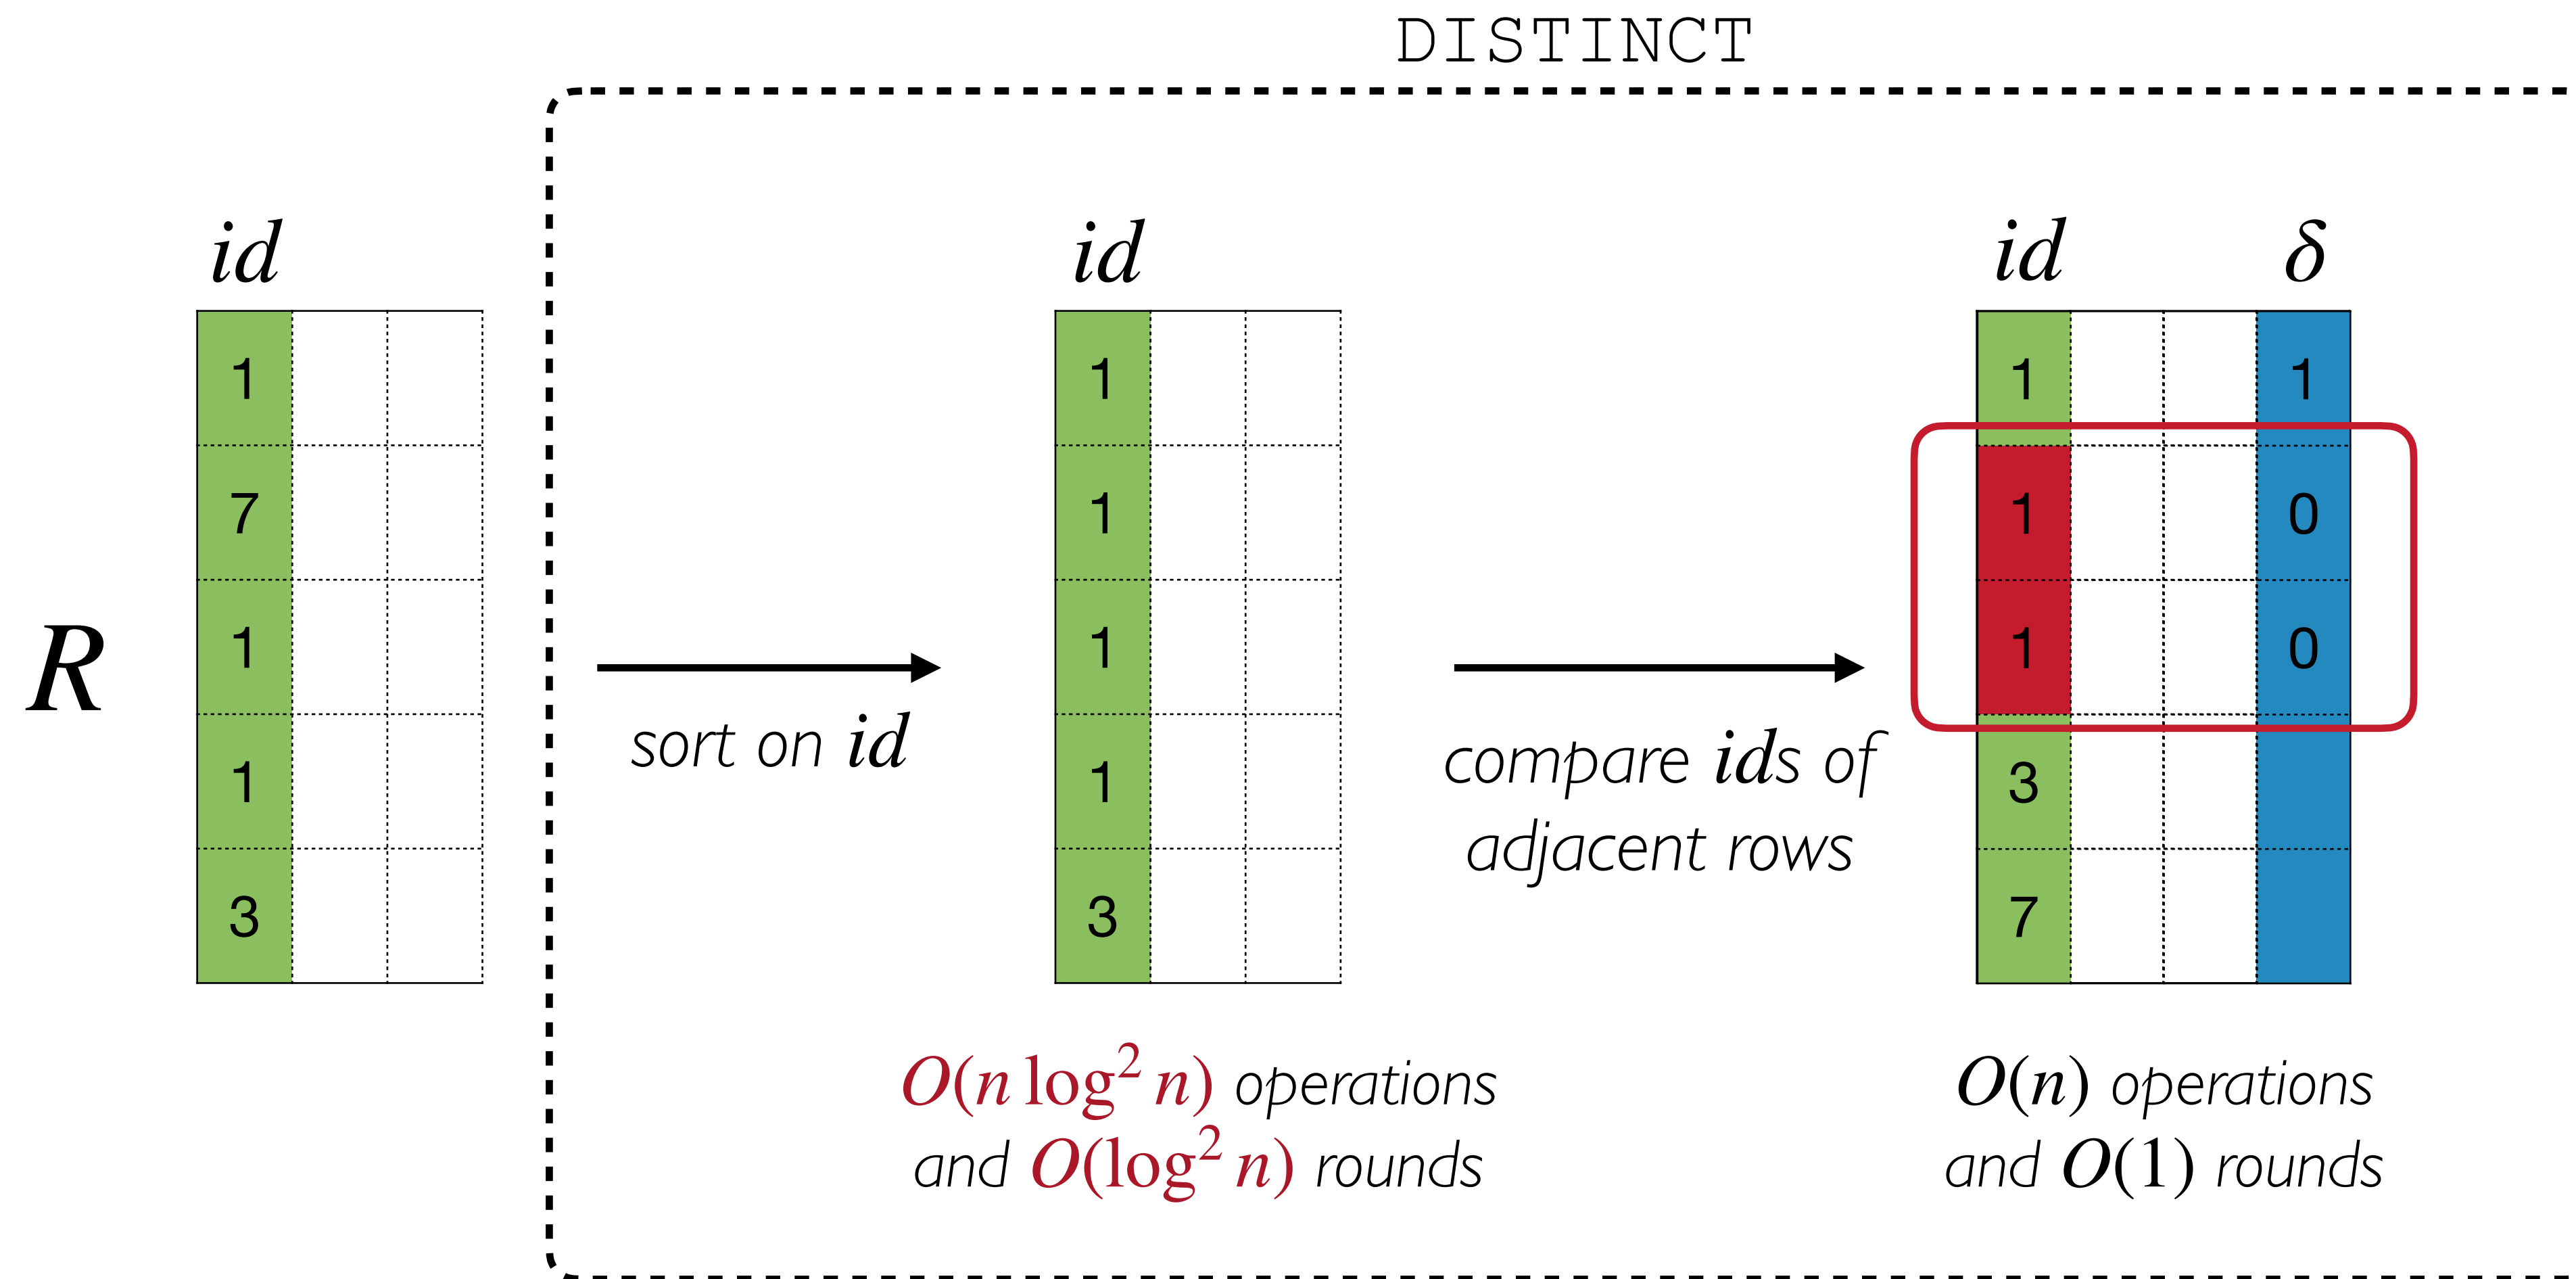 DISTINCT
id
id
id δ
1
7
1
1
3
R
sort on id
1
1
1
1
3
compare ids of
adjacent rows
1 1
1 0
1 0
3
7
O(n log² n) operations
and O(log² n) rounds
O(n) operations
and O(1) rounds